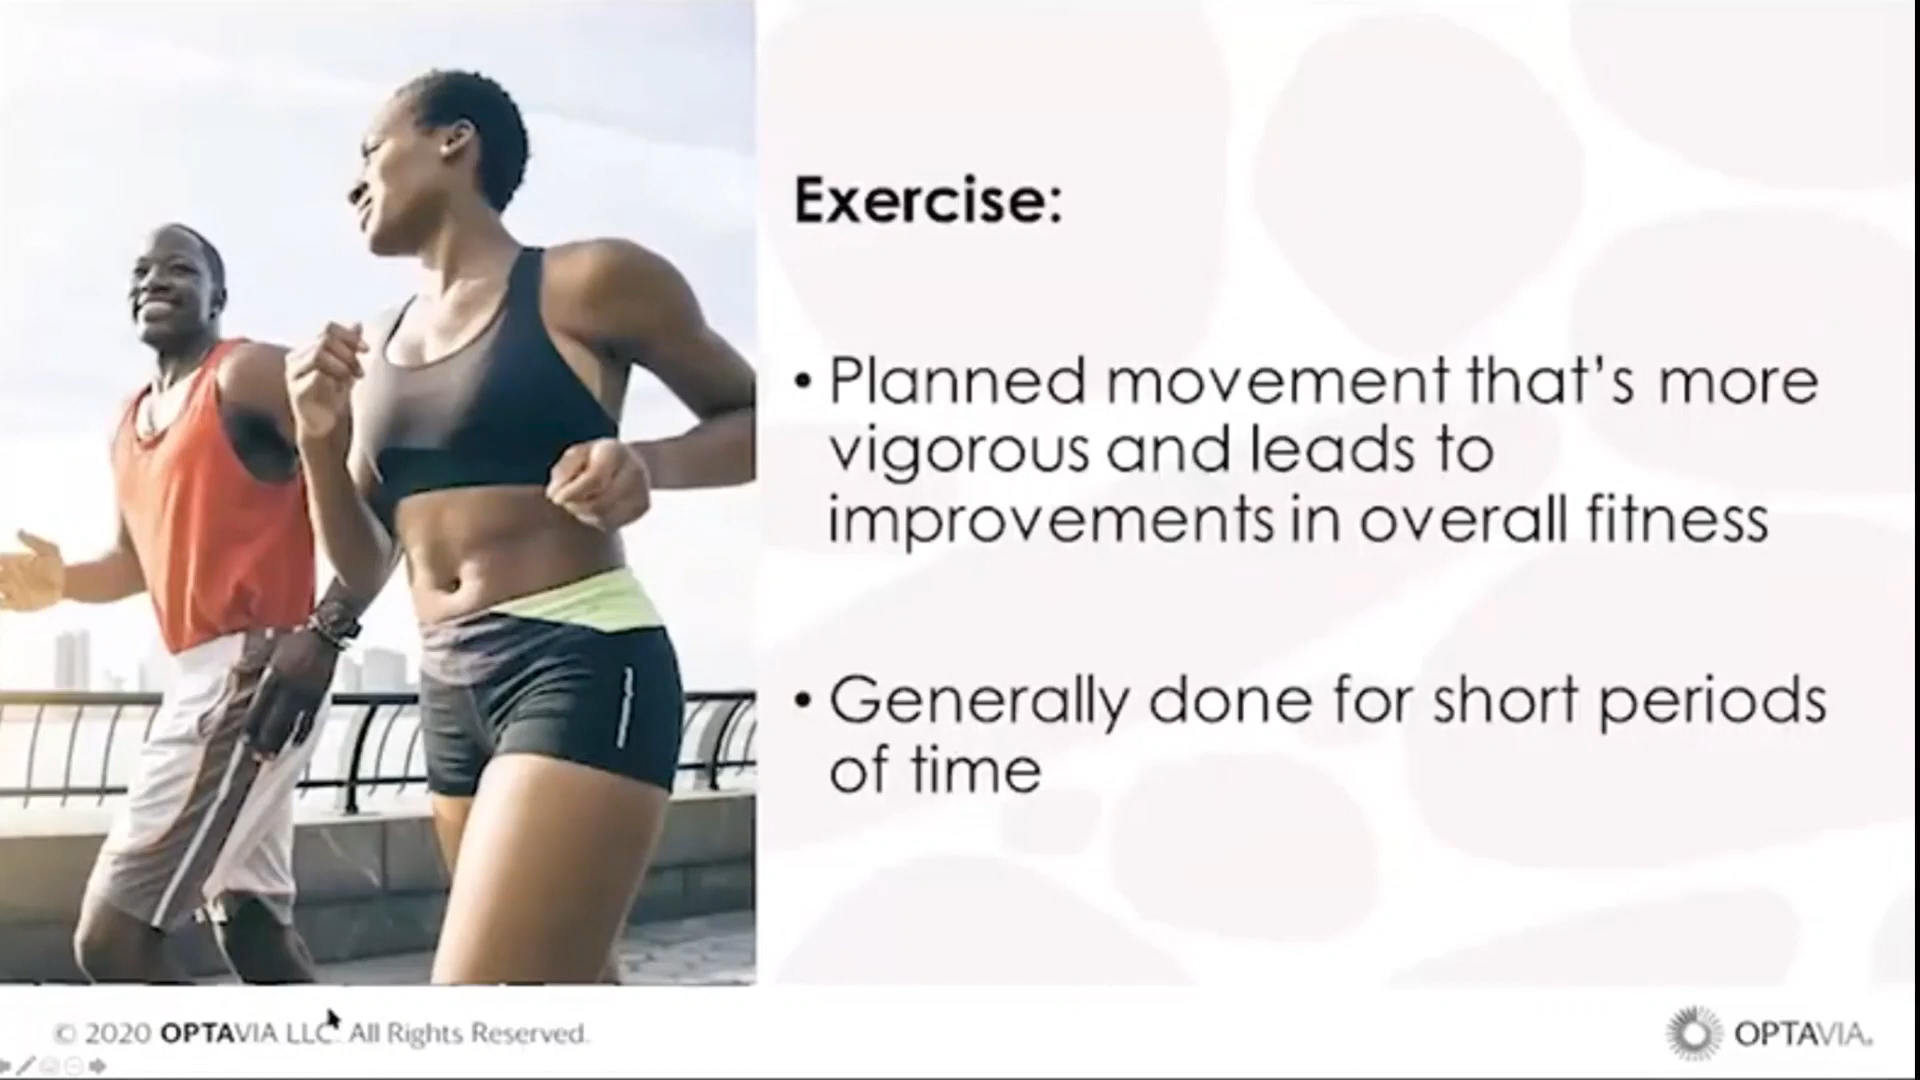 Exercise:
• Planned movement that’s more
vigorous and leads to
improvements in overall fitness
• Generally done for short periods
of time
© 2020 OPTAVIA LLC. All Rights Reserved.
OPTAVIA®